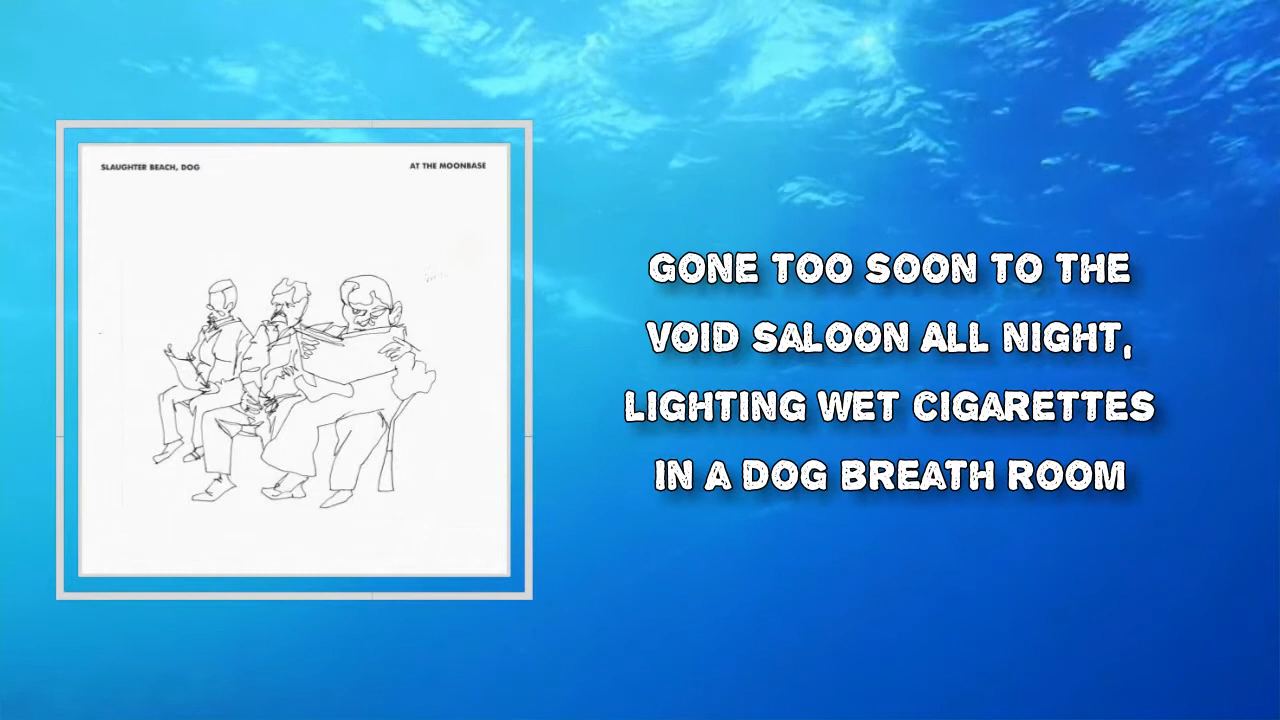 SLAUGHTER BEACH, DOG
AT THE MOONBASE
GONE TOO SOON TO THE
VOID SALOON ALL NIGHT,
LIGHTING WET CIGARETTES
IN A DOG BREATH ROOM